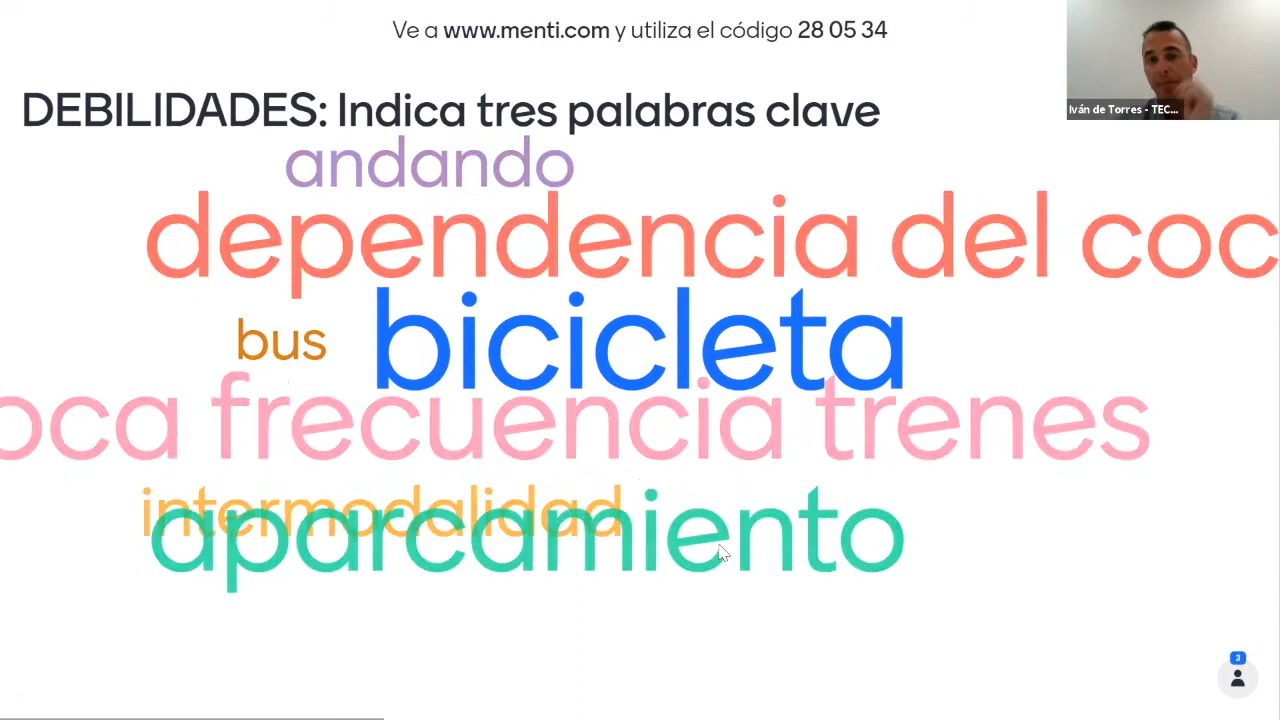 Ve a www.menti.com y utiliza el código 28 05 34
Iván de Torres - TEC...
DEBILIDADES: Indica tres palabras clave
andando
dependencia del coc
bus
bicicleta
oca frecuencia trenes
intermodalidad
aparcamiento
3